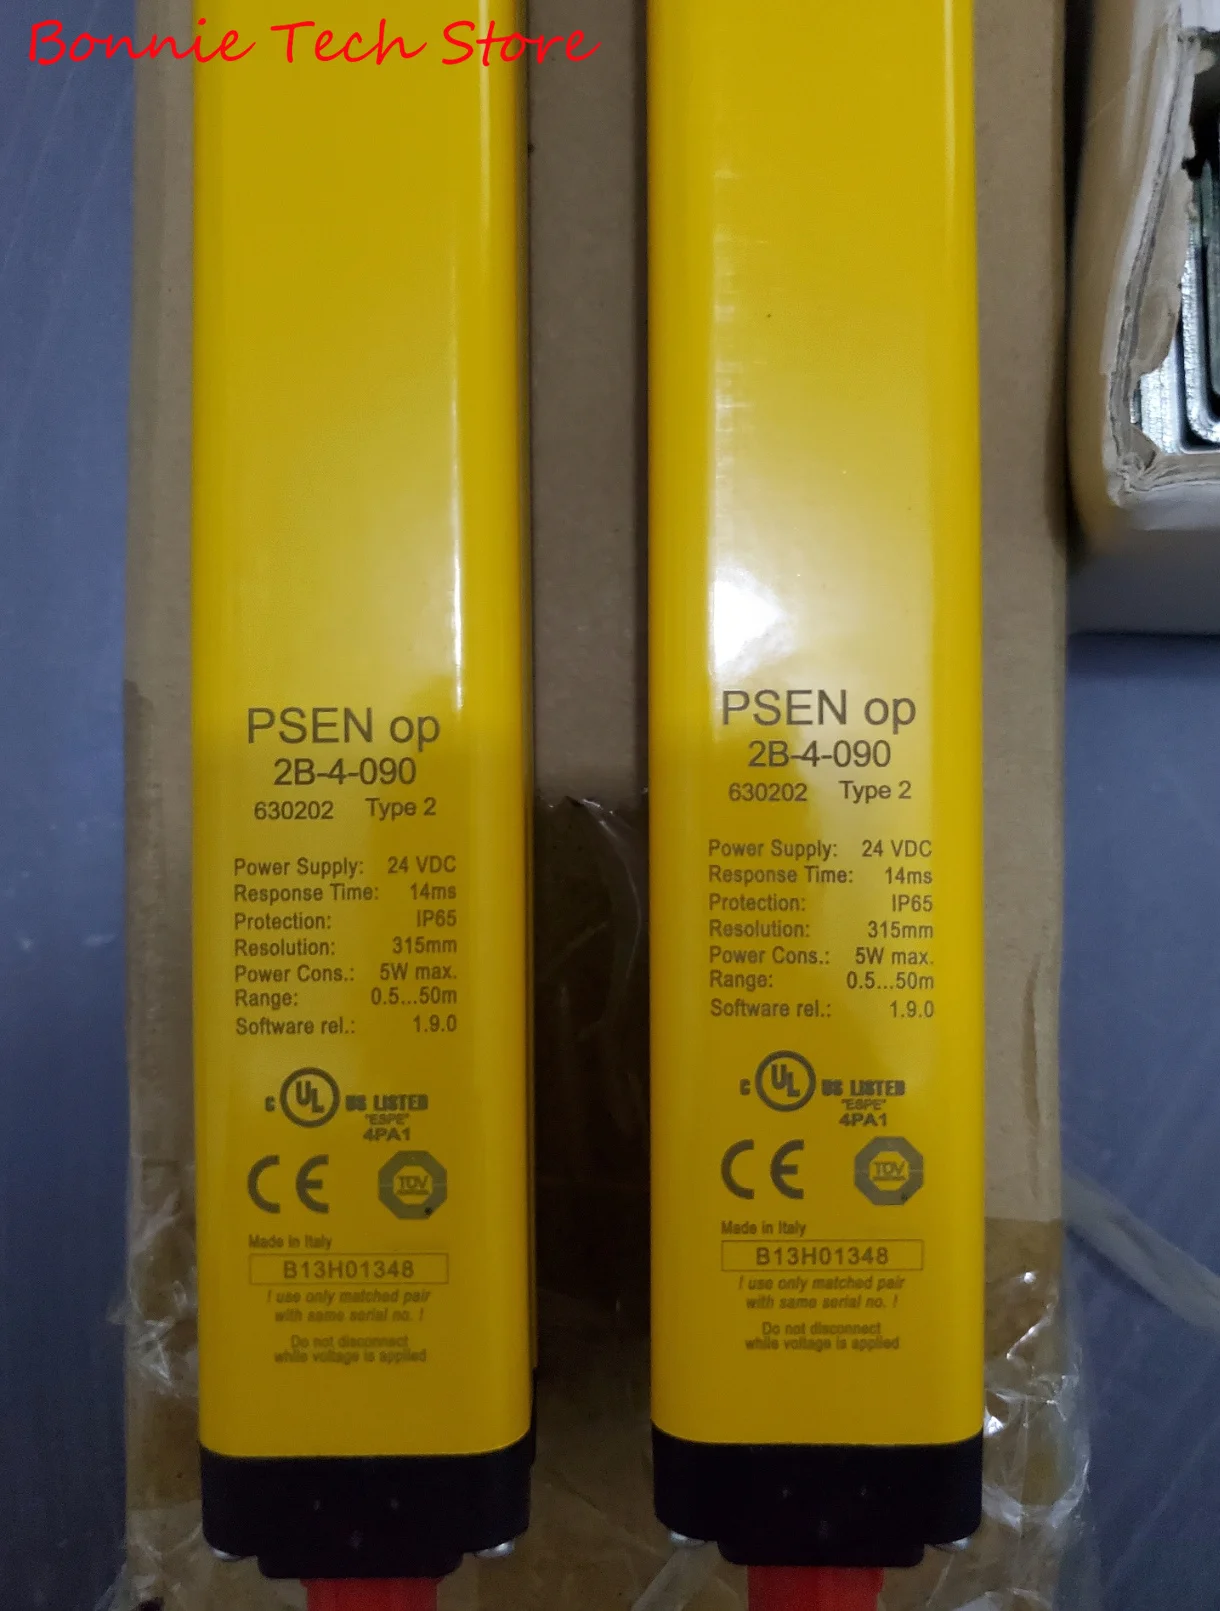 Bonnie Tech Store
PSEN op
2B-4-090
630202 Type 2
Power Supply: 24 VDC
Response Time: 14ms
Protection: IP65
Resolution: 315mm
Power Cons.: 5W max.
Range: 0.5...50m
Software rel.: 1.9.0
C UL US LISTED
"ESPE"
4PA1
CE TÜV
Made in Italy
B13H01348
! use only matched pair
with same serial no. !
Do not disconnect
while voltage is applied
PSEN op
2B-4-090
630202 Type 2
Power Supply: 24 VDC
Response Time: 14ms
Protection: IP65
Resolution: 315mm
Power Cons.: 5W max.
Range: 0.5...50m
Software rel.: 1.9.0
C UL US LISTED
"ESPE"
4PA1
CE TÜV
Made in Italy
B13H01348
! use only matched pair
with same serial no. !
Do not disconnect
while voltage is applied